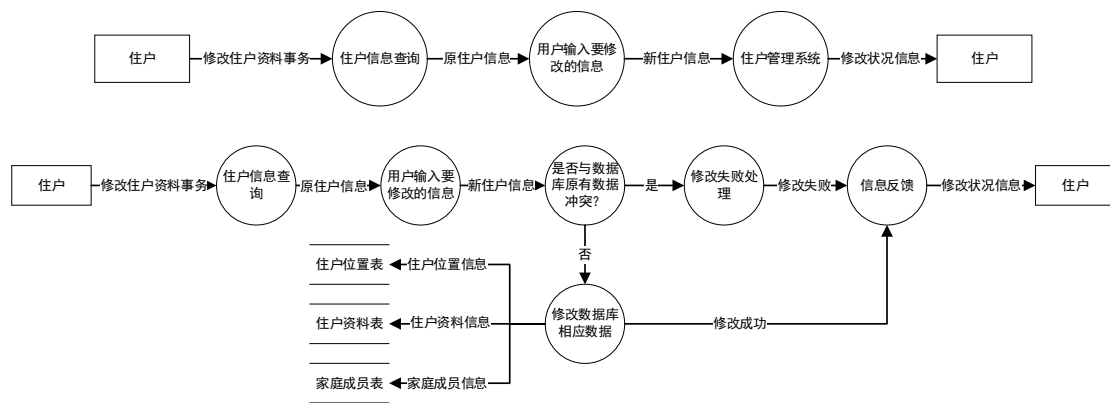 住户
修改住户资料事务
住户信息查询
原住户信息
用户输入要修
改的信息
新住户信息
住户管理系统
修改状况信息
住户
住户
修改住户资料事务
住户信息查
询
原住户信息
用户输入要
修改的信息
新住户信息
是否与数据
库原有数据
冲突?
是
修改失败处
理
修改失败
信息反馈
修改状况信息
住户
否
住户位置表
住户位置信息
住户资料表
住户资料信息
修改数据库
相应数据
修改成功
家庭成员表
家庭成员信息